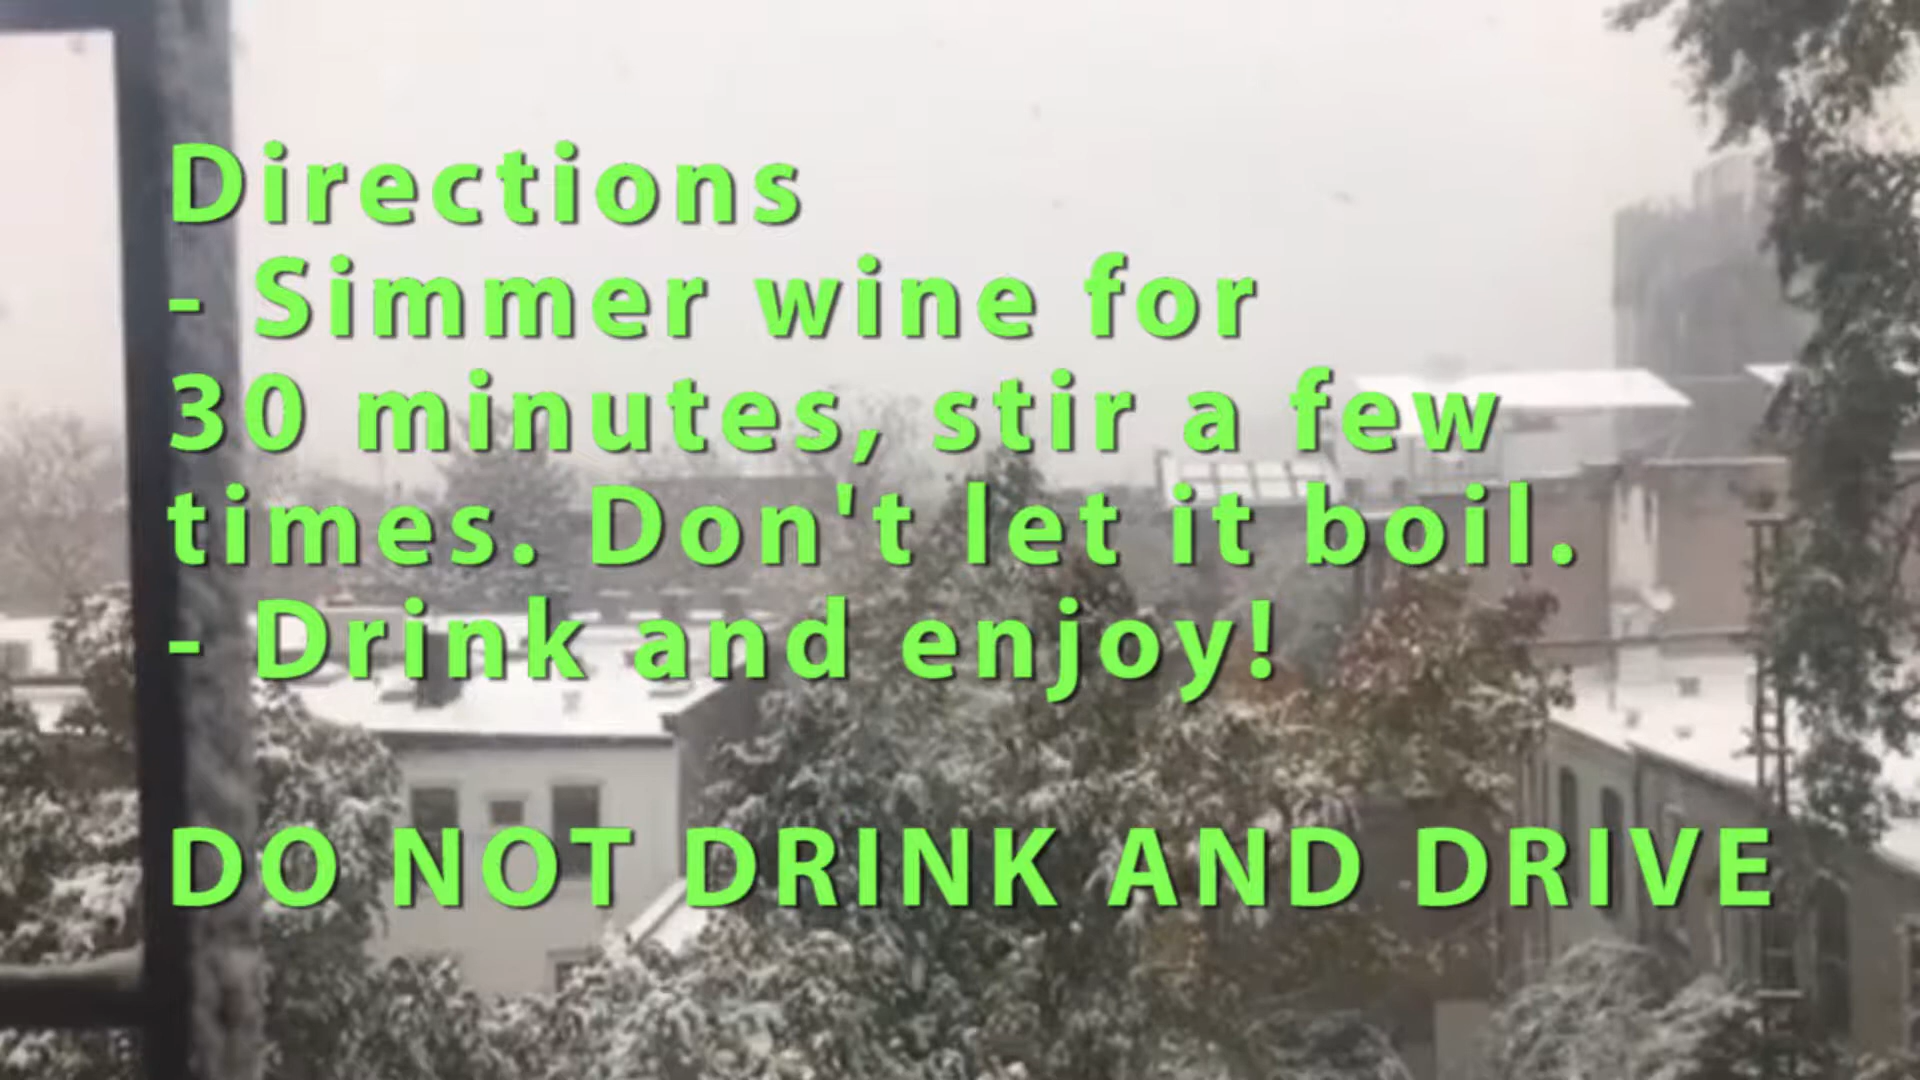 Directions
- Simmer wine for
30 minutes, stir a few
times. Don't let it boil.
- Drink and enjoy!
DO NOT DRINK AND DRIVE